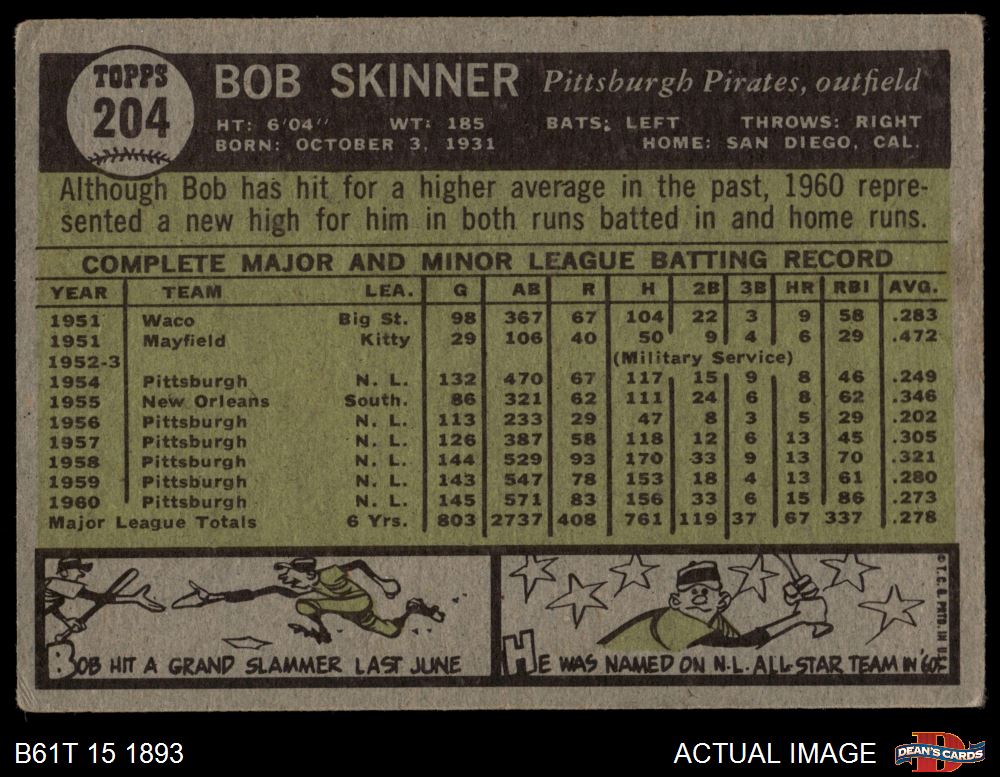 TOPPS
204
BOB SKINNER Pittsburgh Pirates, outfield
HT: 6'04" WT: 185 BATS: LEFT THROWS: RIGHT
BORN: OCTOBER 3, 1931 HOME: SAN DIEGO, CAL.
Although Bob has hit for a higher average in the past, 1960 repre-
sented a new high for him in both runs batted in and home runs.
COMPLETE MAJOR AND MINOR LEAGUE BATTING RECORD
YEAR TEAM LEA. G AB R H 2B 3B HR RBI AVG.
1951 Waco Big St. 98 367 67 104 22 3 9 58 .283
1951 Mayfield Kitty 29 106 40 50 9 4 6 29 .472
1952-3 (Military Service)
1954 Pittsburgh N. L. 132 470 67 117 15 9 8 46 .249
1955 New Orleans South. 86 321 62 111 24 6 8 62 .346
1956 Pittsburgh N. L. 113 233 29 47 8 3 5 29 .202
1957 Pittsburgh N. L. 126 387 58 118 12 6 13 45 .305
1958 Pittsburgh N. L. 144 529 93 170 33 9 13 70 .321
1959 Pittsburgh N. L. 143 547 78 153 18 4 13 61 .280
1960 Pittsburgh N. L. 145 571 83 156 33 6 15 86 .273
Major League Totals 6 Yrs. 803 2737 408 761 119 37 67 337 .278
BOB HIT A GRAND SLAMMER LAST JUNE
HE WAS NAMED ON N.L. ALL-STAR TEAM IN '60
© T. C. G. PRTD. IN U.S.
B61T 15 1893
ACTUAL IMAGE
D
DEAN'S CARDS